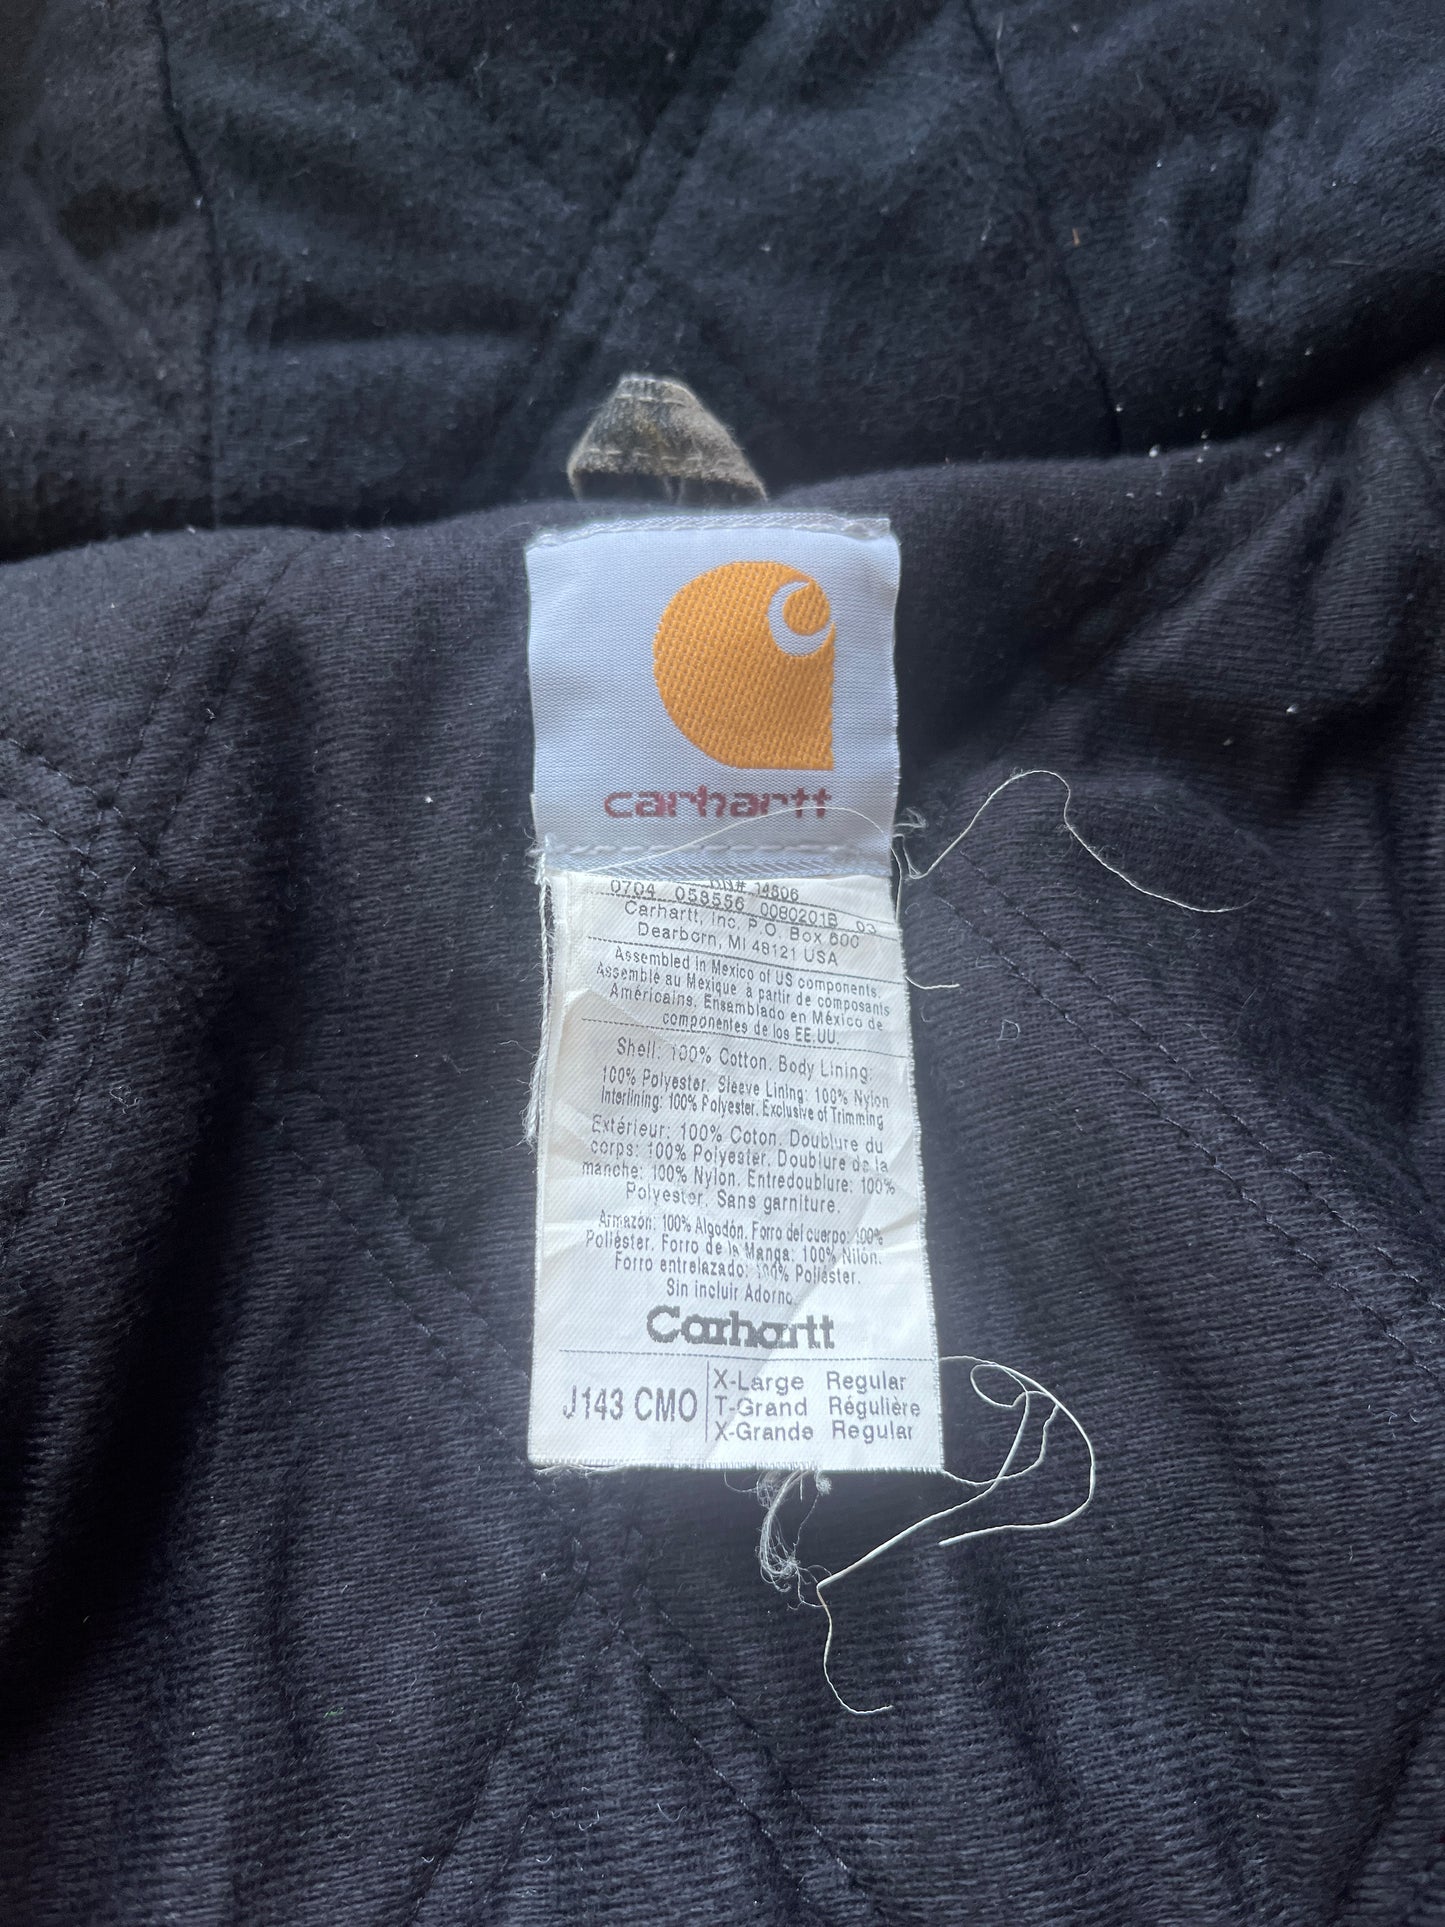 carhartt
RN# 14806
0704 058556 0080201B 03
Carhartt, Inc. P.O. Box 600
Dearborn, MI 48121 USA
Assembled in Mexico of US components.
Assemblé au Méxique à partir de composants
Américains. Ensamblado en México de
componentes de los EE.UU.
Shell: 100% Cotton. Body Lining:
100% Polyester. Sleeve Lining: 100% Nylon
Interlining: 100% Polyester. Exclusive of Trimming
Extérieur: 100% Coton. Doublure du
corps: 100% Polyester. Doublure de la
manche: 100% Nylon. Entredoublure: 100%
Polyester. Sans garniture.
Armazón: 100% Algodón. Forro del cuerpo: 100%
Poliéster. Forro de la Manga: 100% Nilón.
Forro entrelazado: 100% Poliéster.
Sin incluir Adorno.
Carhartt
J143 CMO
X-Large Regular
T-Grand Régulière
X-Grande Regular